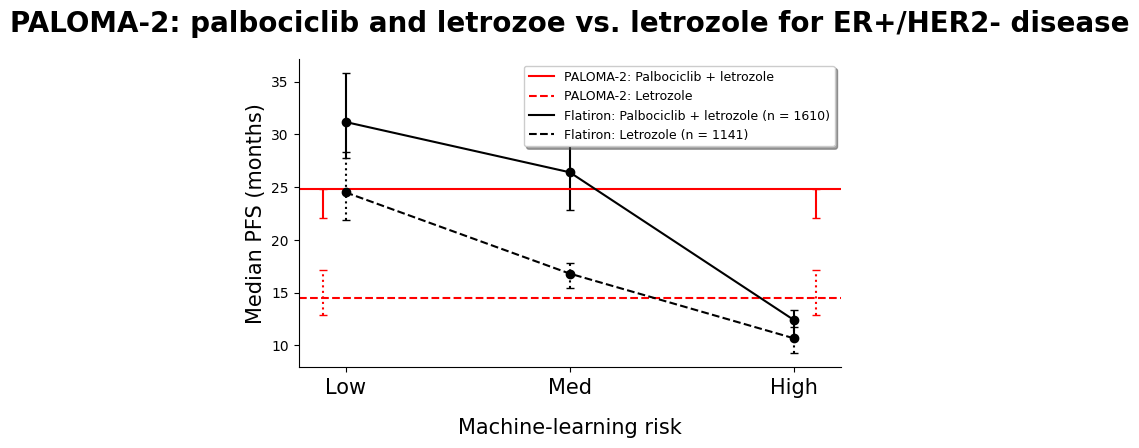 PALOMA-2: palbociclib and letrozoe vs. letrozole for ER+/HER2- disease
PALOMA-2: Palbociclib + letrozole
PALOMA-2: Letrozole
Flatiron: Palbociclib + letrozole (n = 1610)
Flatiron: Letrozole (n = 1141)
Median PFS (months)
35
30
25
20
15
10
Low Med High
Machine-learning risk